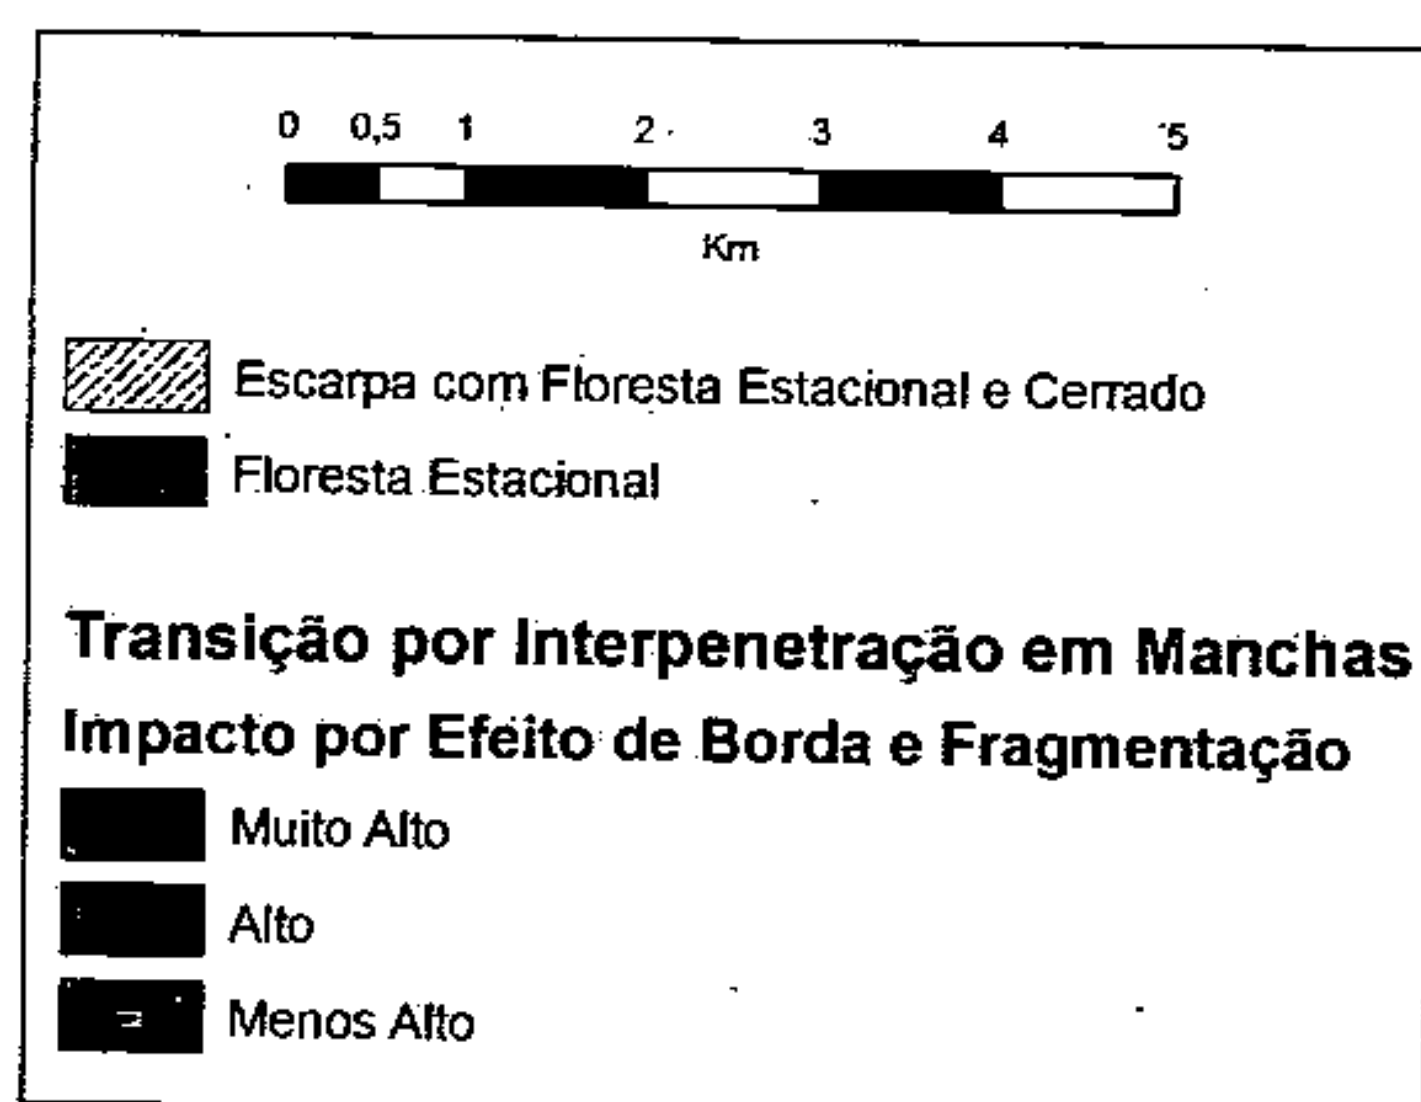 0 0,5 1 2 3 4 5
Km
Escarpa com Floresta Estacional e Cerrado
Floresta Estacional
Transição por Interpenetração em Manchas
Impacto por Efeito de Borda e Fragmentação
Muito Alto
Alto
Menos Alto